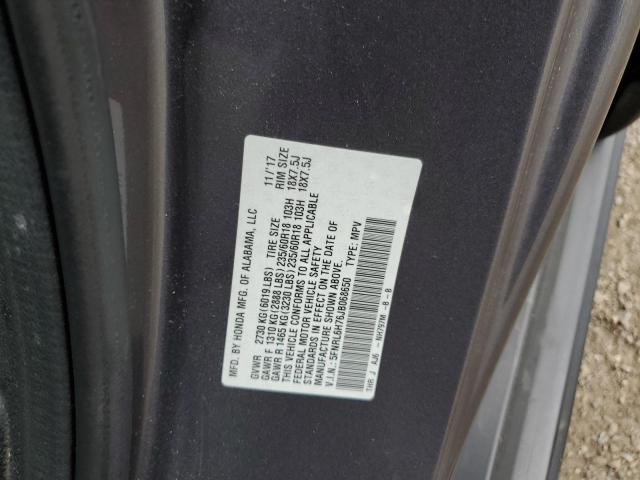 MFD. BY HONDA MFG. OF ALABAMA, LLC 11/'17
GVWR 2730 KG(6019 LBS) TIRE SIZE RIM SIZE
GAWR F 1310 KG(2888 LBS)235/60R18 103H 18X7.5J
GAWR R 1465 KG(3230 LBS)235/60R18 103H 18X7.5J
THIS VEHICLE CONFORMS TO ALL APPLICABLE
FEDERAL MOTOR VEHICLE SAFETY
STANDARDS IN EFFECT ON THE DATE OF
MANUFACTURE SHOWN ABOVE.
V.I.N.: 5FNRL6H76JB068650 TYPE: MPV
THR J AJ6 - NH797M -B -B